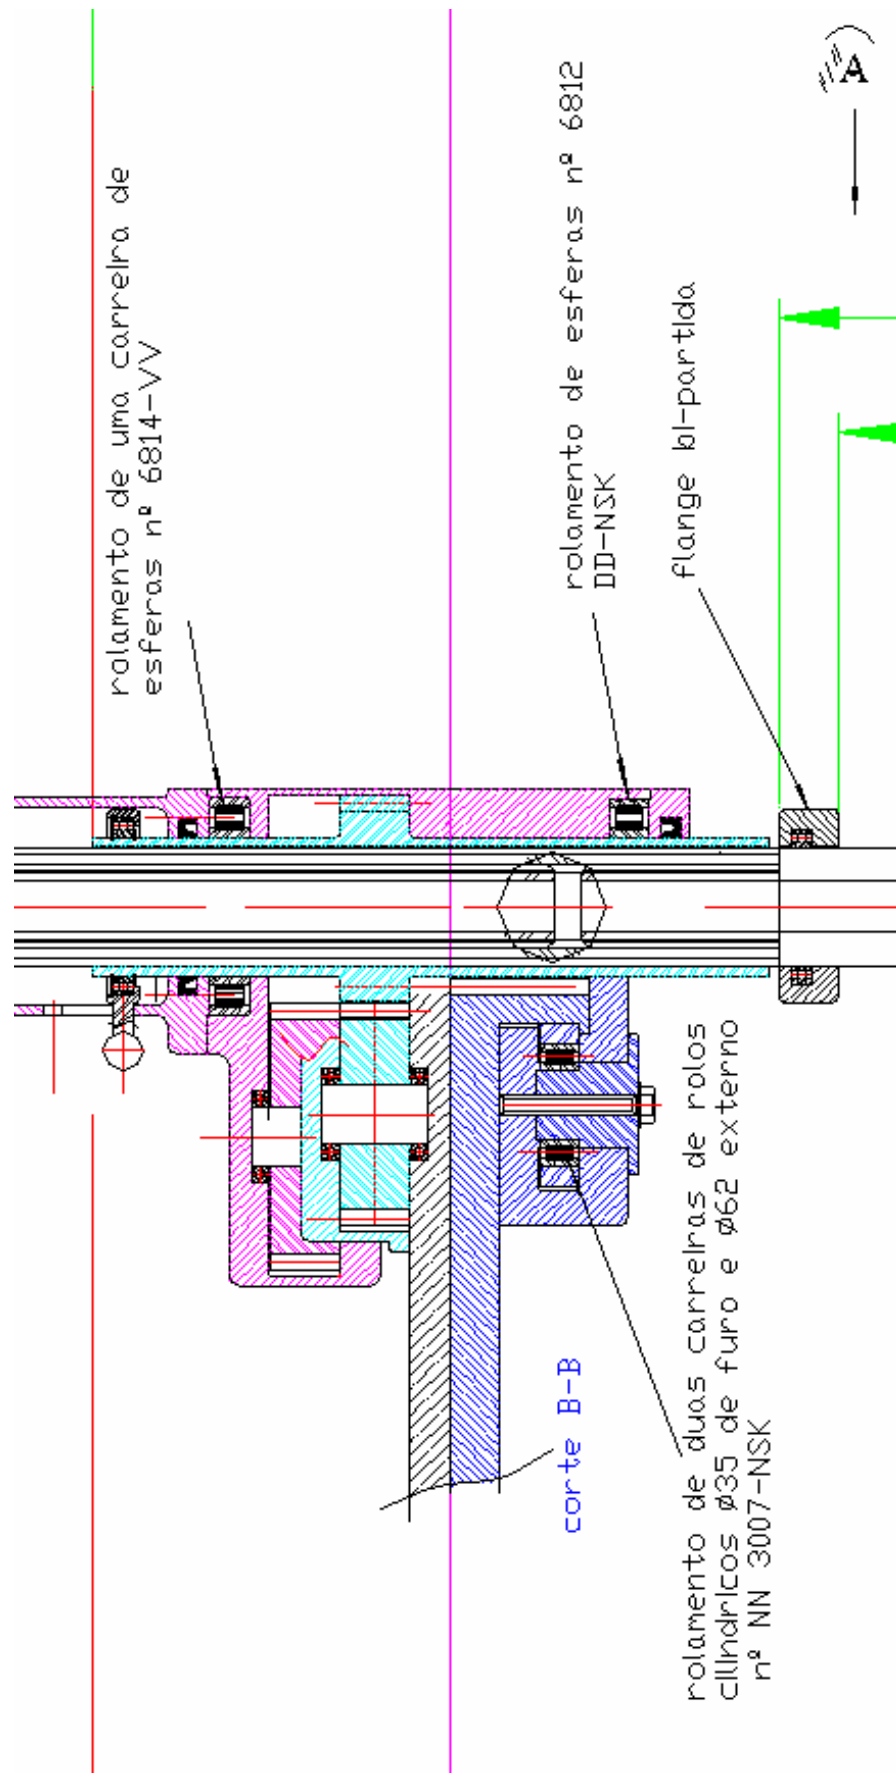 A
rolamento de uma carreira de
esferas nº 6814-VV
rolamento de esferas nº 6812
DD-NSK
flange bi-partida
corte B-B
rolamento de duas carreiras de rolos
cilíndricos ø35 de furo e ø62 externo
nº NN 3007-NSK